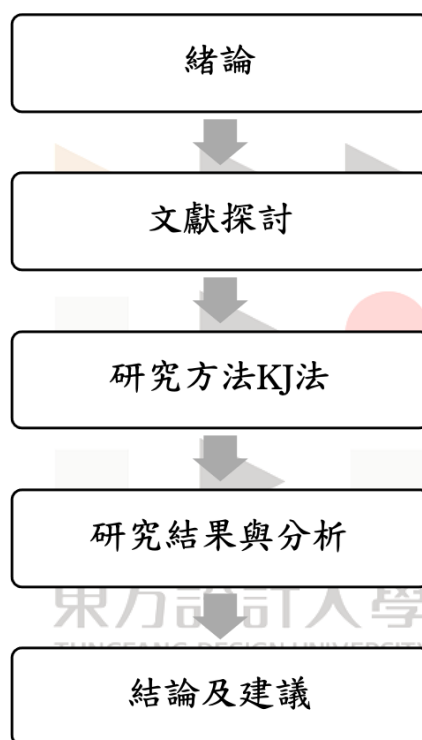 緒論
文獻探討
研究方法KJ法
研究結果與分析
東方設計大學
TUNGFANG DESIGN UNIVERSITY
結論及建議